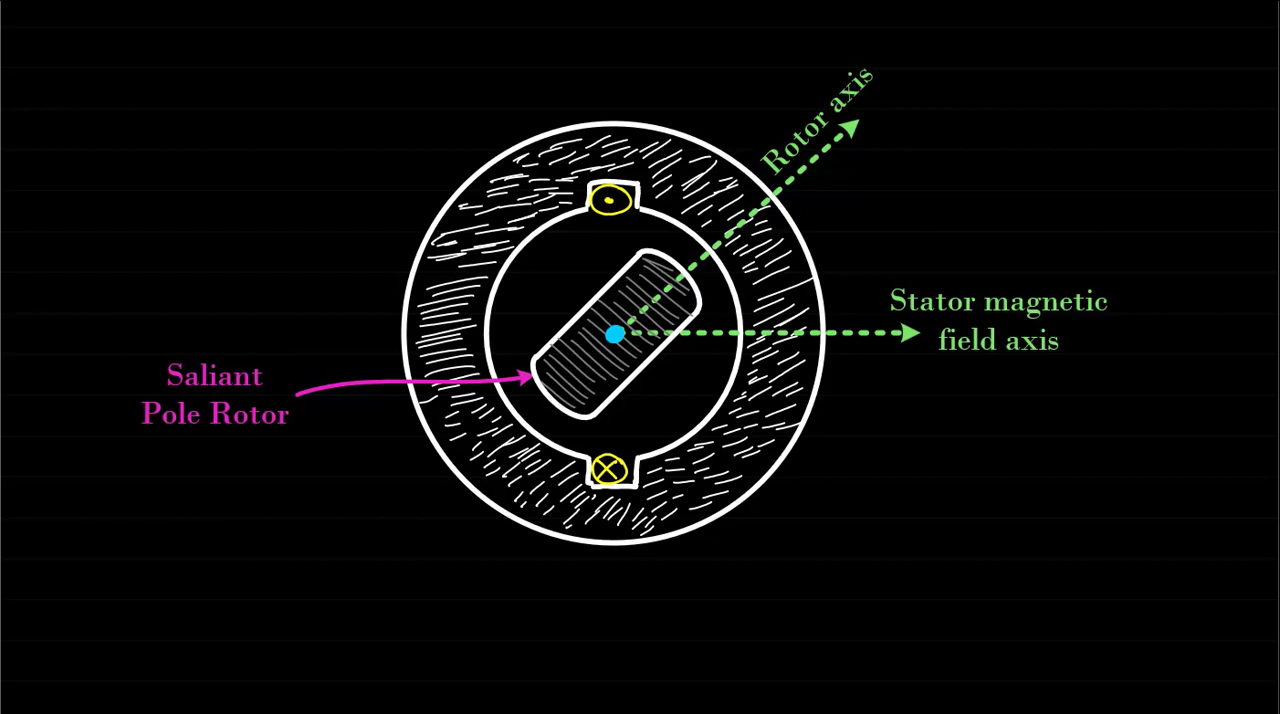 Rotor axis
Stator magnetic
field axis
Saliant
Pole Rotor